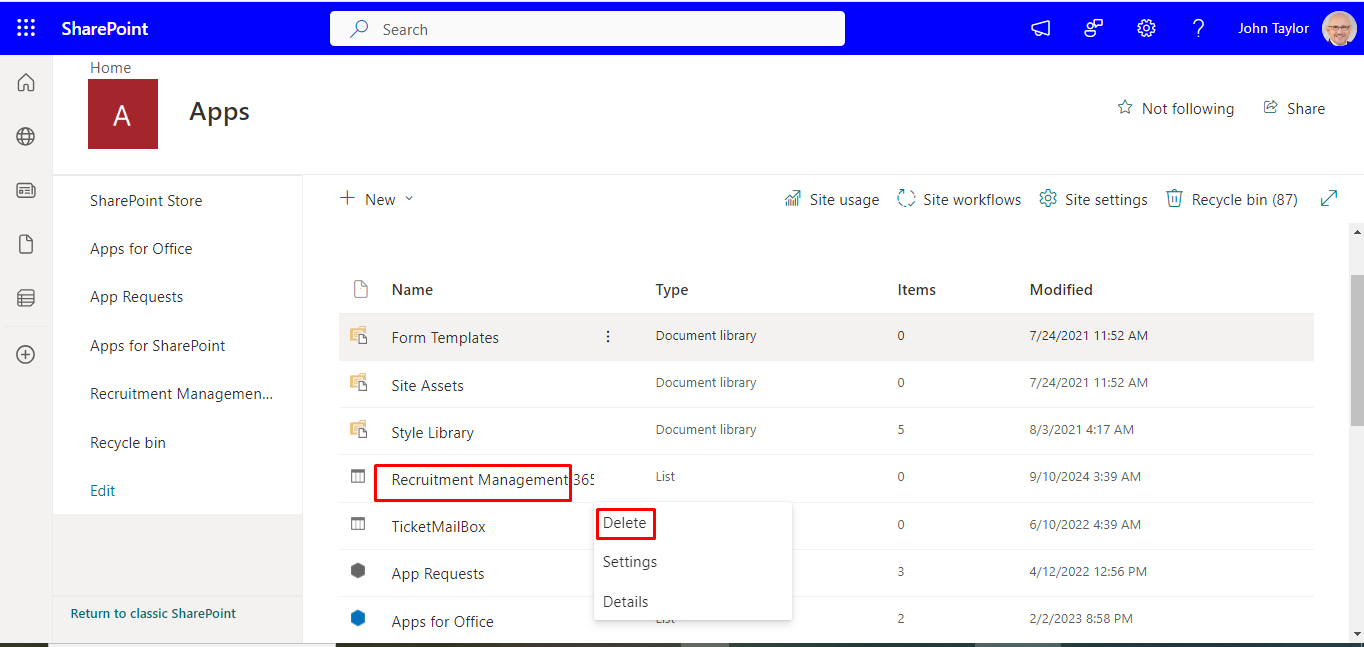 SharePoint
Search
John Taylor
Home
A
Apps
Not following
Share
SharePoint Store
Apps for Office
App Requests
Apps for SharePoint
Recruitment Managemen...
Recycle bin
Edit
Return to classic SharePoint
New
Site usage
Site workflows
Site settings
Recycle bin (87)
Name Type Items Modified
Form Templates Document library 0 7/24/2021 11:52 AM
Site Assets Document library 0 7/24/2021 11:52 AM
Style Library Document library 5 8/3/2021 4:17 AM
Recruitment Management 365 List 0 9/10/2024 3:39 AM
TicketMailBox 0 6/10/2022 4:39 AM
App Requests 3 4/12/2022 12:56 PM
Apps for Office List 2 2/2/2023 8:58 PM
Delete
Settings
Details